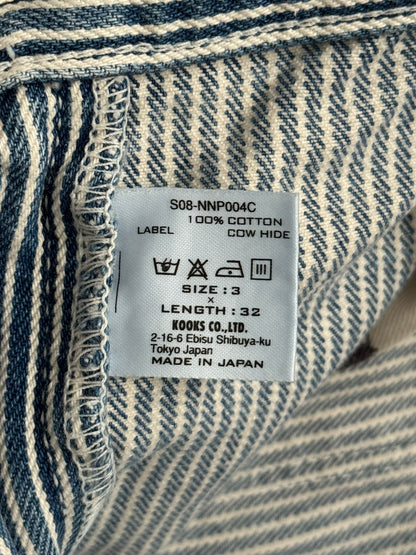 S08-NNP004C
100% COTTON
LABEL COW HIDE
SIZE : 3
×
LENGTH : 32
KOOKS CO.,LTD.
2-16-6 Ebisu Shibuya-ku
Tokyo Japan
MADE IN JAPAN